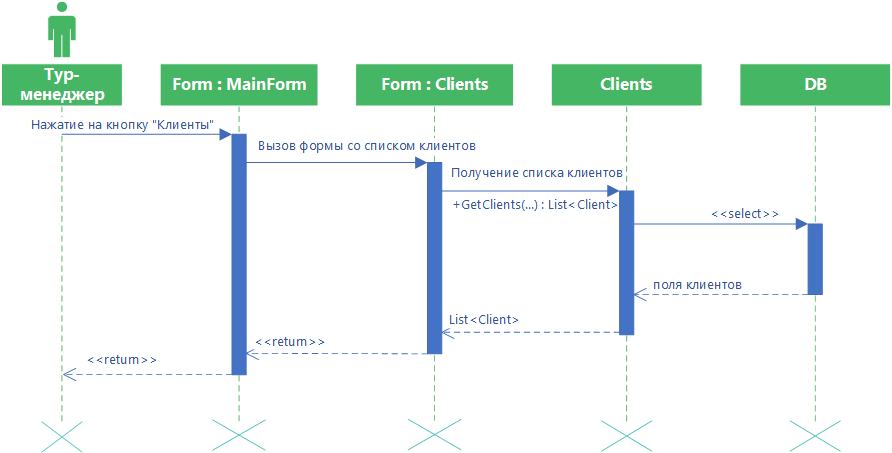 Тур-
менеджер
Form : MainForm
Form : Clients
Clients
DB
Нажатие на кнопку "Клиенты"
Вызов формы со списком клиентов
Получение списка клиентов
+GetClients(...) : List<Client>
<<select>>
поля клиентов
List<Client>
<<return>>
<<return>>